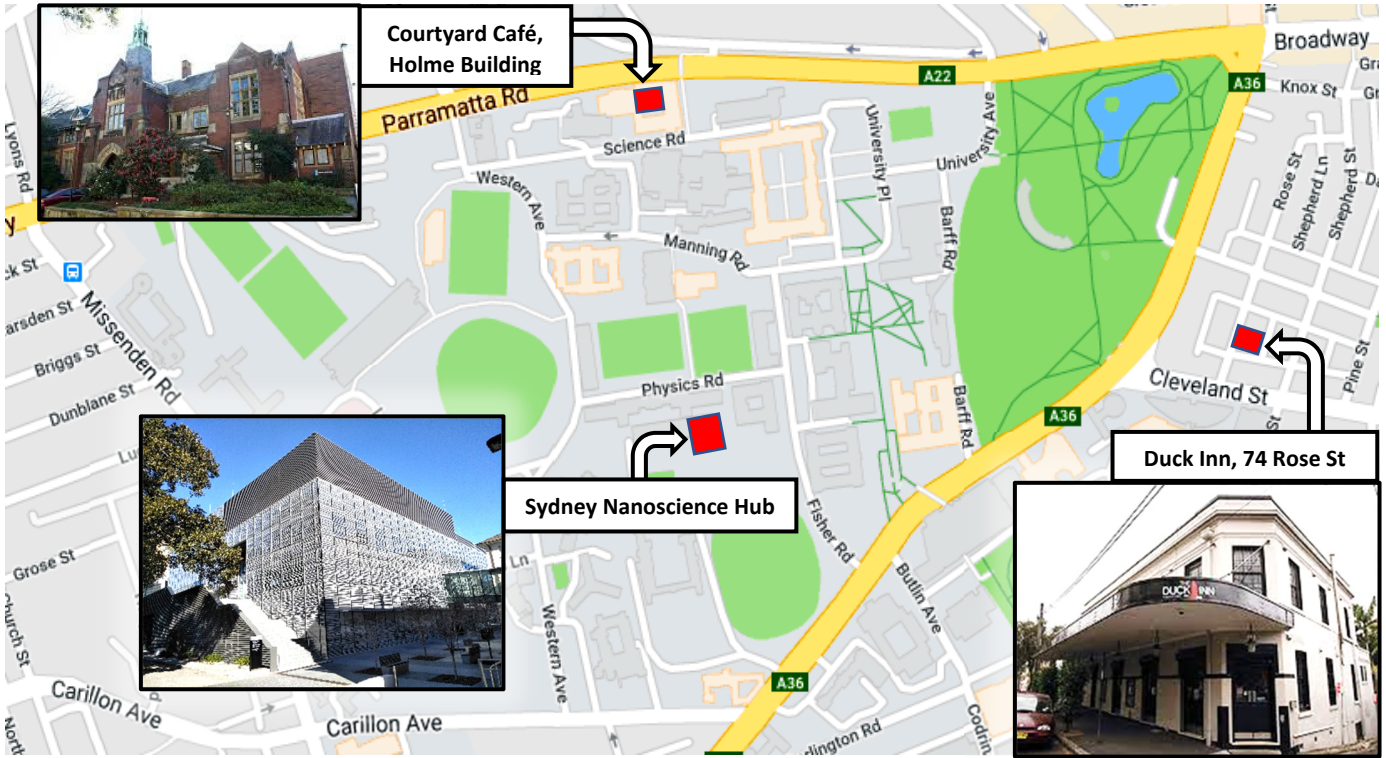 Courtyard Café,
Holme Building
Broadway
A22
A36
Knox St
Parramatta Rd
Science Rd
University Ave
University Pl
Lyons Rd
Western Ave
Rose St
Shepherd Ln
Shepherd St
Manning Rd
Barff Rd
Missenden Rd
Briggs St
Dunblane St
Physics Rd
Barff Rd
Cleveland St
Pine St
A36
Duck Inn, 74 Rose St
Sydney Nanoscience Hub
Fisher Rd
Grose St
Church St
Ln
Western Ave
Butlin Ave
DUCK INN
A36
Carillon Ave
Carillon Ave